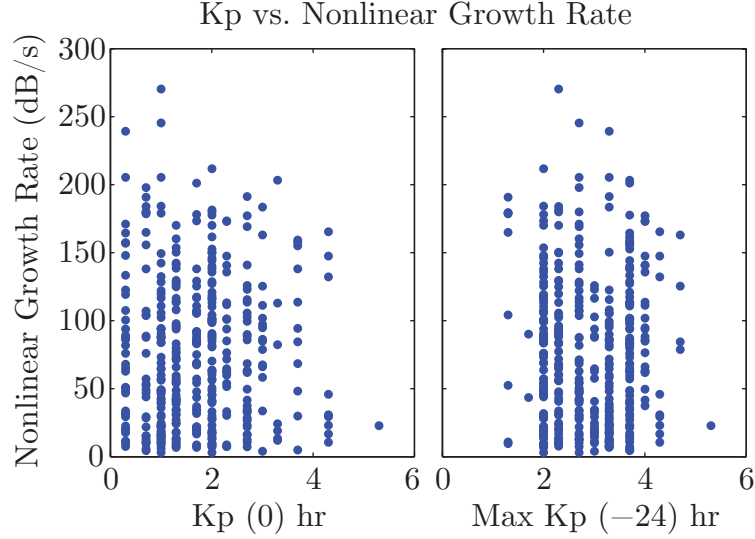 Kp vs. Nonlinear Growth Rate
Nonlinear Growth Rate (dB/s)
300
250
200
150
100
50
0
0 2 4 6
Kp (0) hr
0 2 4 6
Max Kp (−24) hr